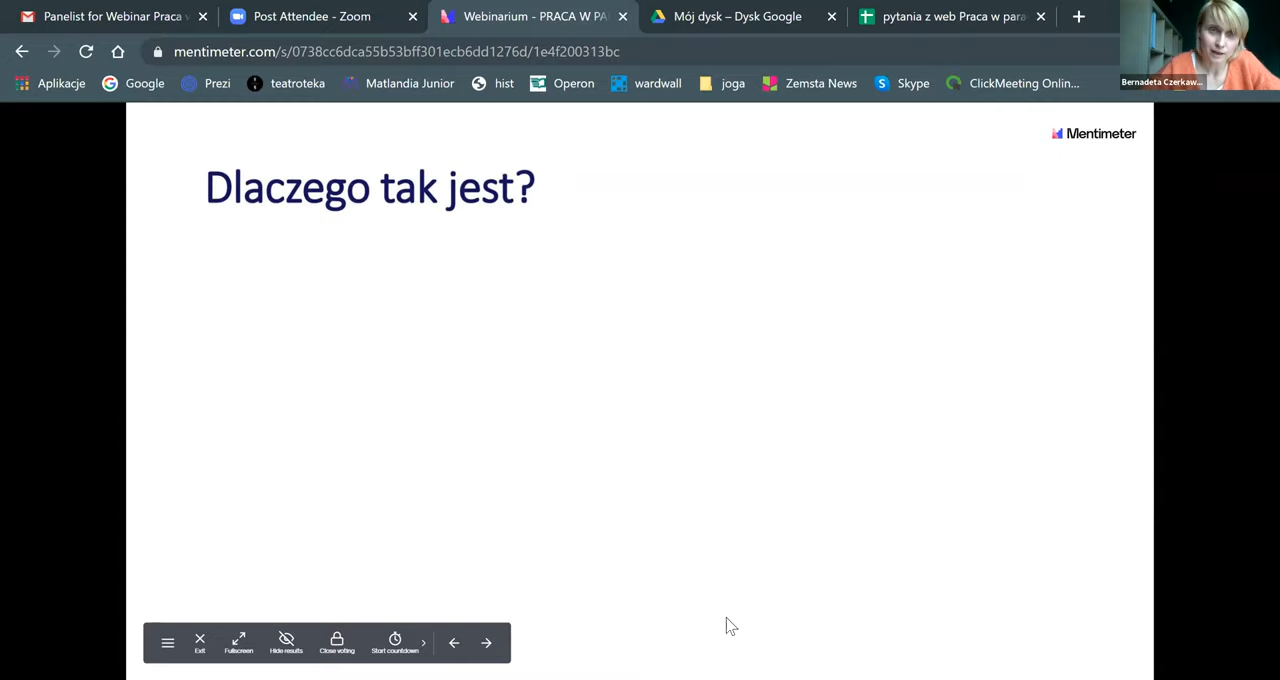 Panelist for Webinar Praca w
Post Attendee - Zoom
Webinarium - PRACA W PA
Mój dysk – Dysk Google
pytania z web Praca w para
mentimeter.com/s/0738cc6dca55b53bff301ecb6dd1276d/1e4f200313bc
Aplikacje
Google
Prezi
teatroteka
Matlandia Junior
hist
Operon
wardwall
joga
Zemsta News
Skype
ClickMeeting Onlin...
Bernadeta Czerkaw...
Mentimeter
Dlaczego tak jest?
Exit
Fullscreen
Hide results
Close voting
Start countdown